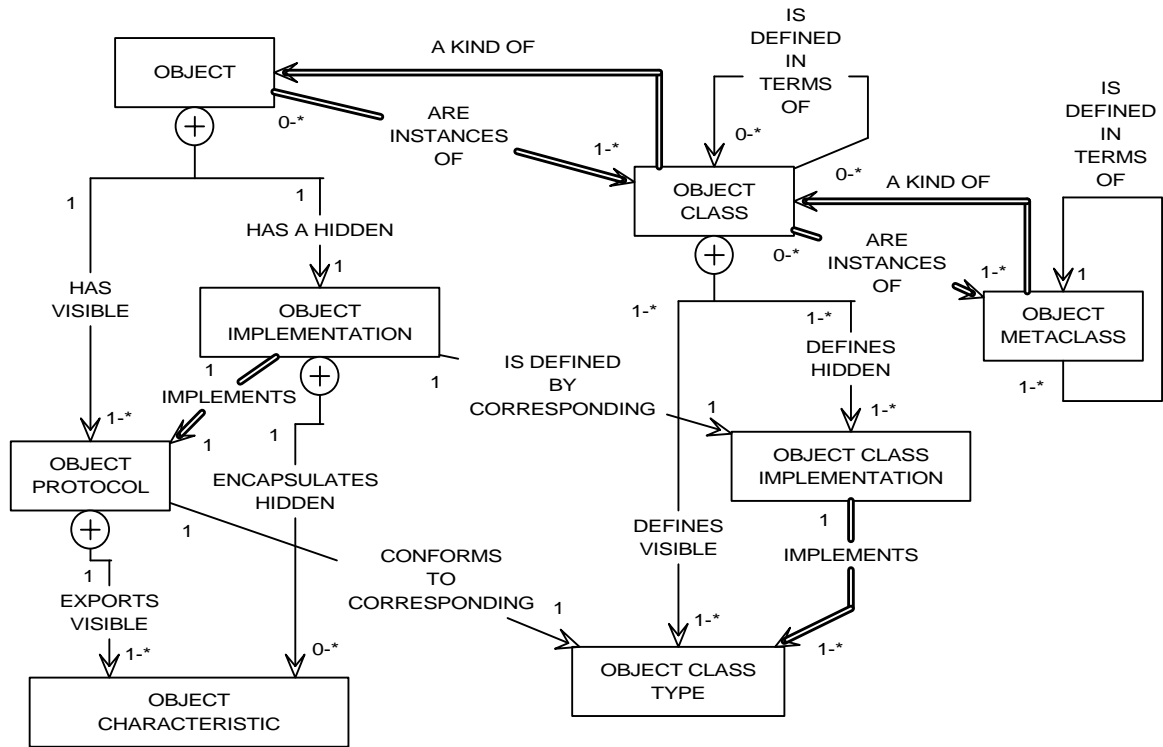 0-*
IS
DEFINED
IN
TERMS
OF
A KIND OF
OBJECT
ARE
INSTANCES
OF
0-*
1-*
0-*
IS
DEFINED
IN
TERMS
OF
OBJECT
CLASS
0-*
A KIND OF
1
1
HAS A HIDDEN
1
0-*
ARE
INSTANCES
OF
1-*
1
HAS
VISIBLE
OBJECT
IMPLEMENTATION
1-*
1-*
OBJECT
METACLASS
1-*
DEFINES
HIDDEN
1
IMPLEMENTS
1
IS DEFINED
BY
CORRESPONDING
1
1-*
1-*
1
1
OBJECT
PROTOCOL
ENCAPSULATES
HIDDEN
OBJECT CLASS
IMPLEMENTATION
1
1
DEFINES
VISIBLE
IMPLEMENTS
CONFORMS
TO
CORRESPONDING
1
1
EXPORTS
VISIBLE
1-*
0-*
1-*
1-*
OBJECT CLASS
TYPE
OBJECT
CHARACTERISTIC